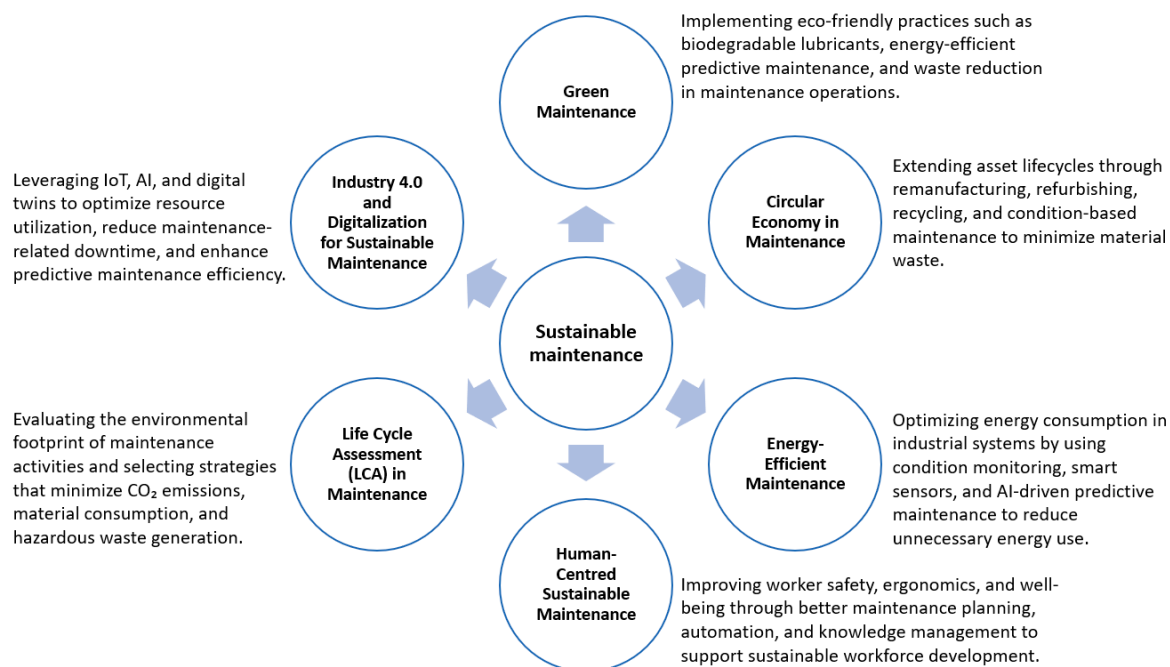 Implementing eco-friendly practices such as
biodegradable lubricants, energy-efficient
predictive maintenance, and waste reduction
in maintenance operations.
Green
Maintenance
Leveraging IoT, AI, and digital
twins to optimize resource
utilization, reduce maintenance-
related downtime, and enhance
predictive maintenance efficiency.
Industry 4.0
and
Digitalization
for Sustainable
Maintenance
Circular
Economy in
Maintenance
Extending asset lifecycles through
remanufacturing, refurbishing,
recycling, and condition-based
maintenance to minimize material
waste.
Sustainable
maintenance
Evaluating the environmental
footprint of maintenance
activities and selecting strategies
that minimize CO₂ emissions,
material consumption, and
hazardous waste generation.
Life Cycle
Assessment
(LCA) in
Maintenance
Energy-
Efficient
Maintenance
Optimizing energy consumption in
industrial systems by using
condition monitoring, smart
sensors, and AI-driven predictive
maintenance to reduce
unnecessary energy use.
Human-
Centred
Sustainable
Maintenance
Improving worker safety, ergonomics, and well-
being through better maintenance planning,
automation, and knowledge management to
support sustainable workforce development.